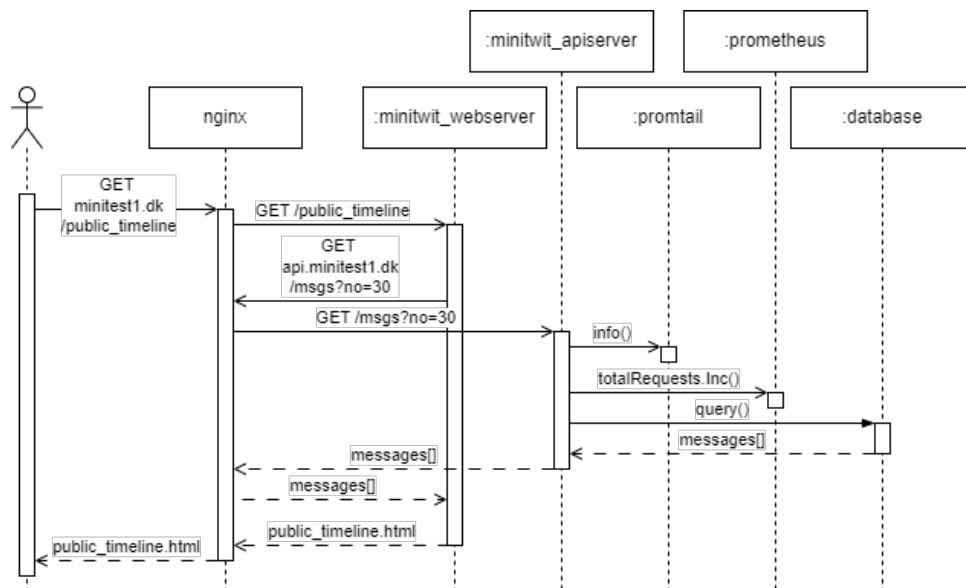 :minitwit_apiserver
:prometheus
nginx
:minitwit_webserver
:promtail
:database
GET
minitest1.dk
/public_timeline
GET /public_timeline
GET
api.minitest1.dk
/msgs?no=30
GET /msgs?no=30
info()
totalRequests.Inc()
query()
messages[]
messages[]
messages[]
public_timeline.html
public_timeline.html